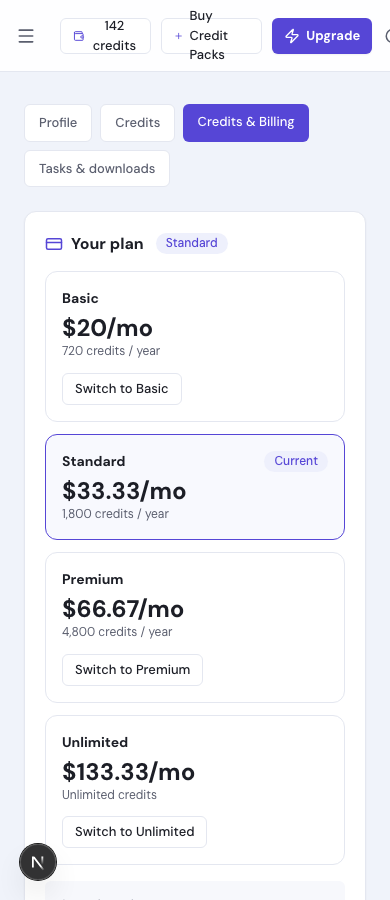 142
credits
Buy
Credit
Packs
Upgrade
Profile
Credits
Credits & Billing
Tasks & downloads
Your plan
Standard
Basic
$20/mo
720 credits / year
Switch to Basic
Standard
Current
$33.33/mo
1,800 credits / year
Premium
$66.67/mo
4,800 credits / year
Switch to Premium
Unlimited
$133.33/mo
Unlimited credits
Switch to Unlimited
N